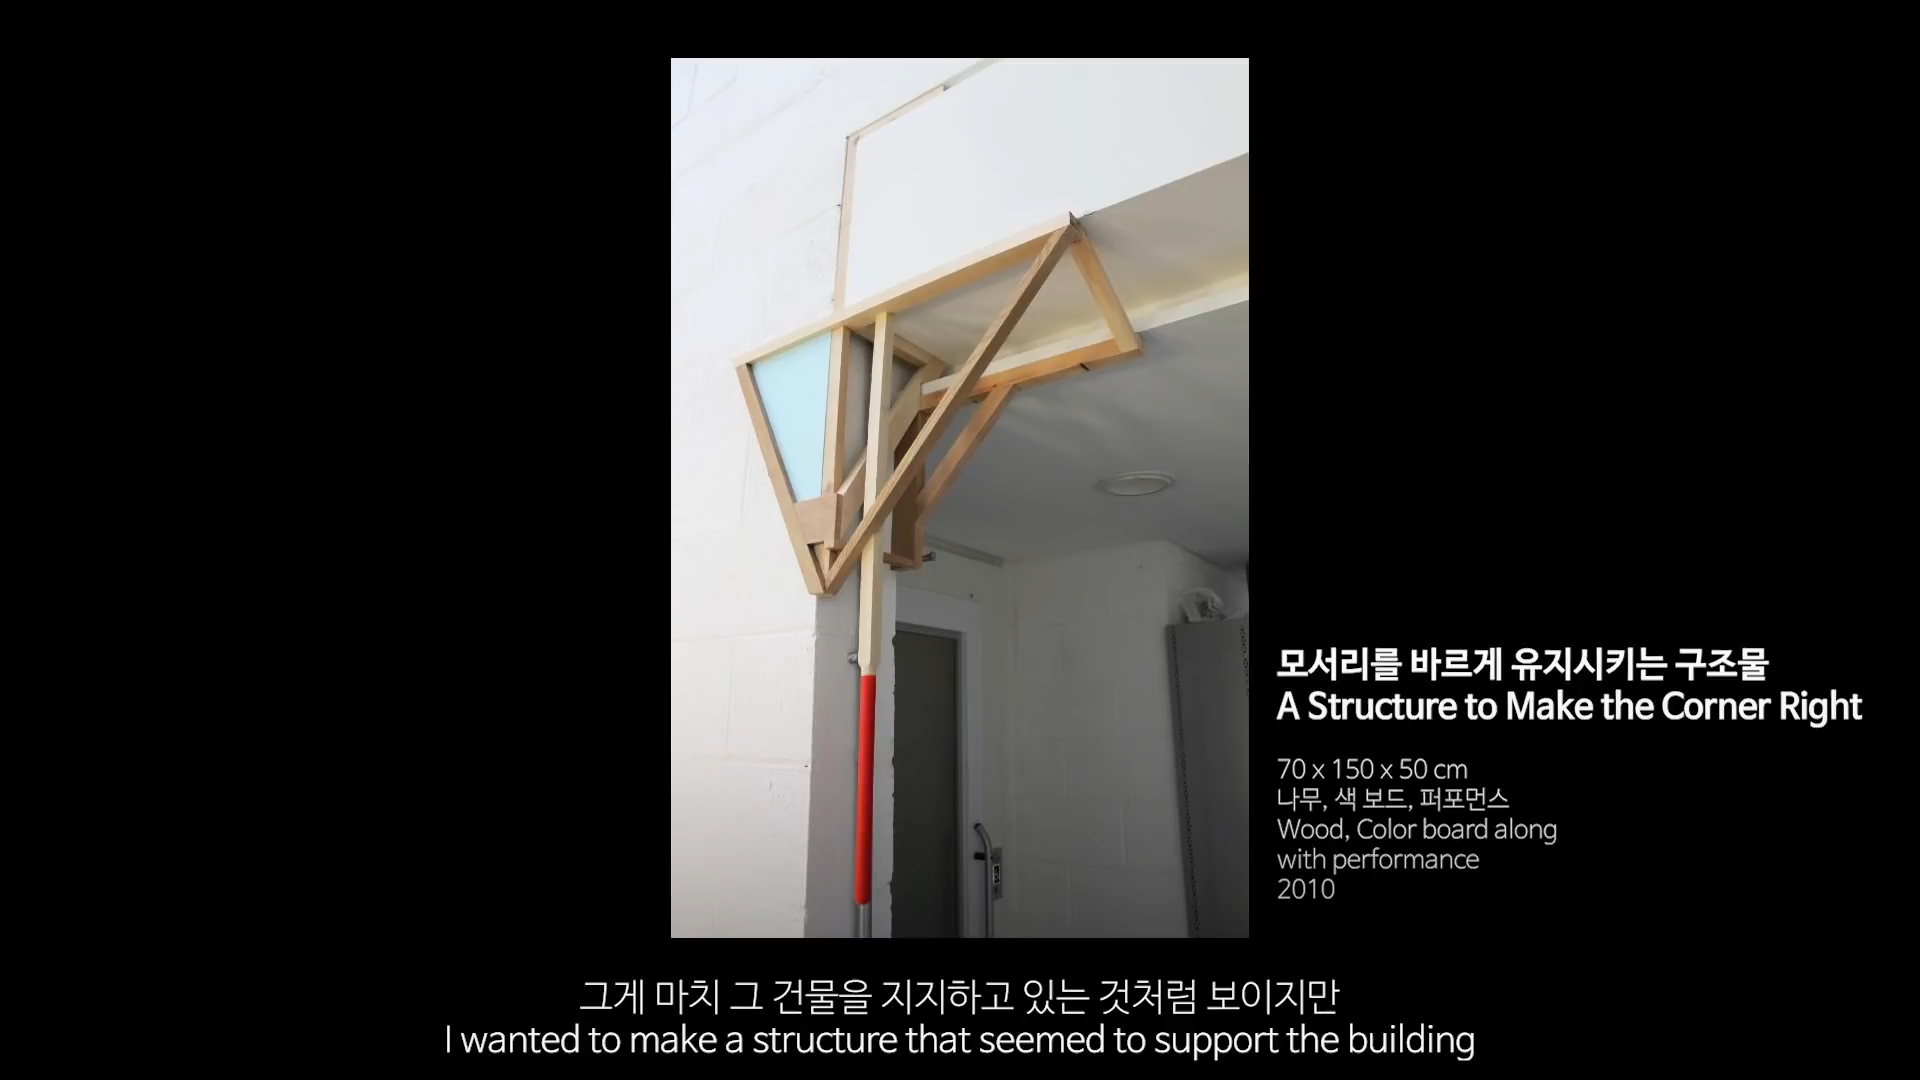 모서리를 바르게 유지시키는 구조물
A Structure to Make the Corner Right
70 x 150 x 50 cm
나무, 색 보드, 퍼포먼스
Wood, Color board along
with performance
2010
그게 마치 그 건물을 지지하고 있는 것처럼 보이지만
I wanted to make a structure that seemed to support the building